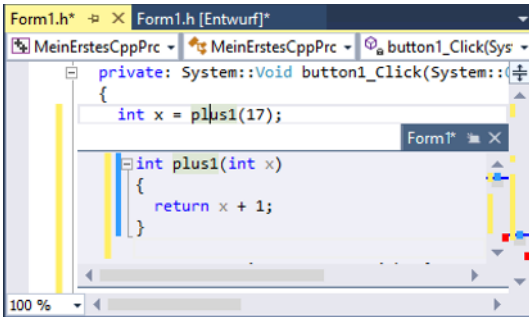 Form1.h* Form1.h [Entwurf]*
MeinErstesCppPrc MeinErstesCppPrc button1_Click(Sys
private: System::Void button1_Click(System::
{
int x = plus1(17);
Form1*
int plus1(int x)
{
return x + 1;
}
100 %